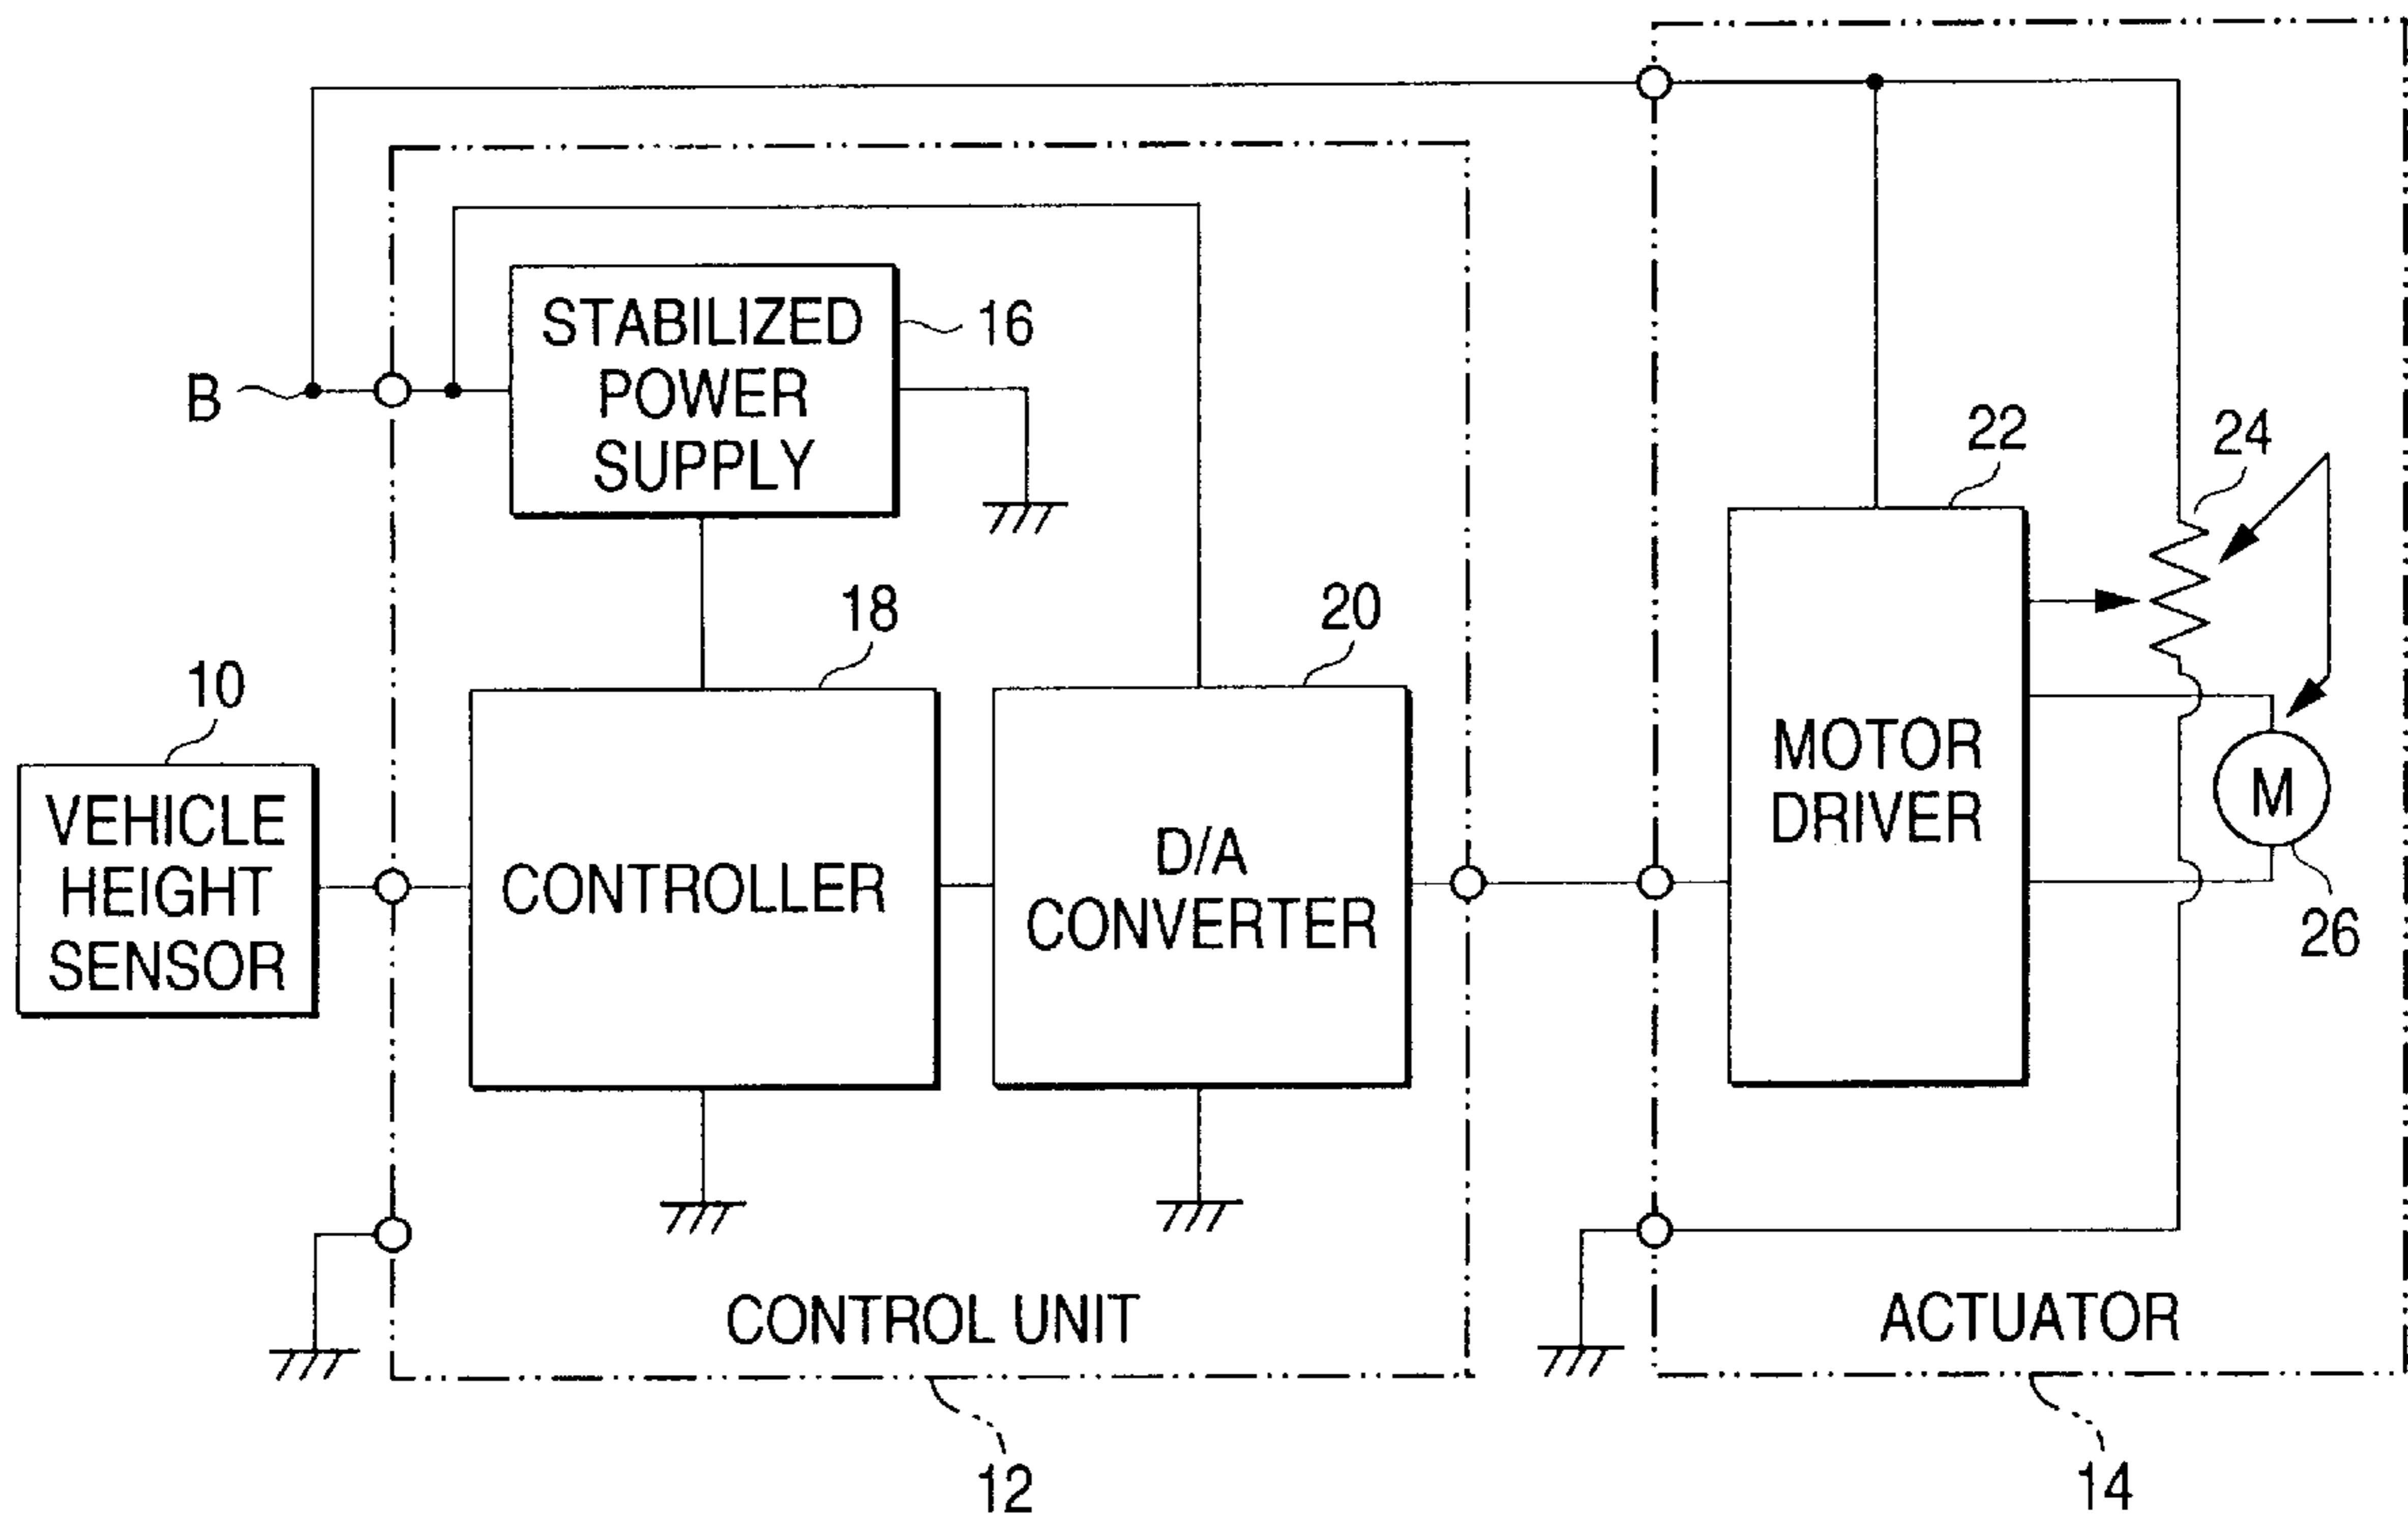 STABILIZED
POWER
SUPPLY
16
B
22
24
18
20
10
VEHICLE
HEIGHT
SENSOR
CONTROLLER
D/A
CONVERTER
MOTOR
DRIVER
M
26
CONTROL UNIT
ACTUATOR
12
14